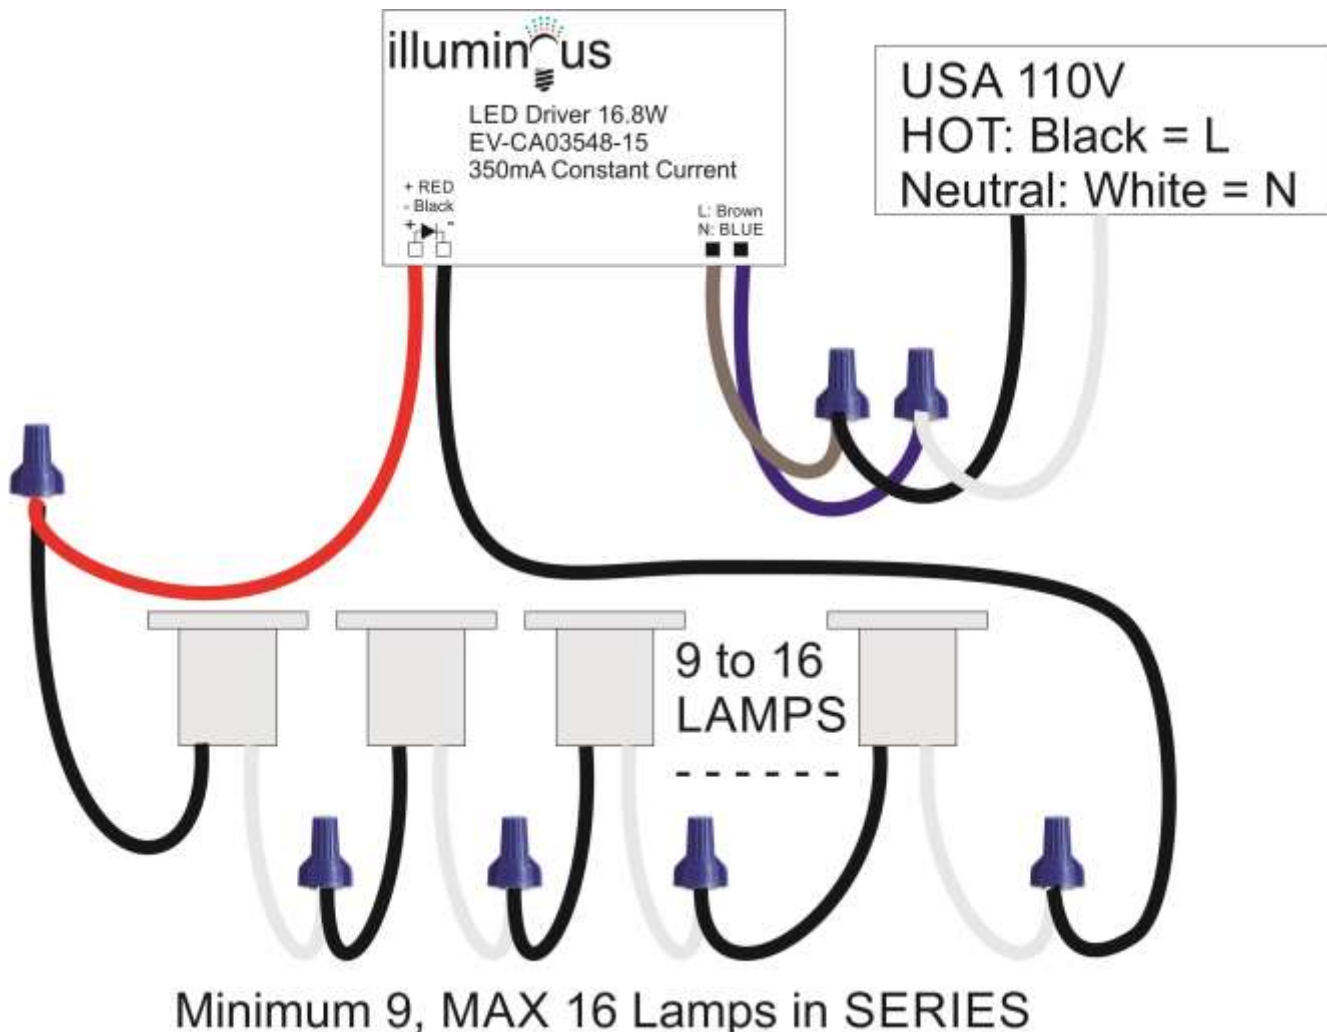 illuminous
LED Driver 16.8W
EV-CA03548-15
350mA Constant Current
+ RED
- Black
+ -
L: Brown
N: BLUE
USA 110V
HOT: Black = L
Neutral: White = N
9 to 16
LAMPS
- - - - - -
Minimum 9, MAX 16 Lamps in SERIES